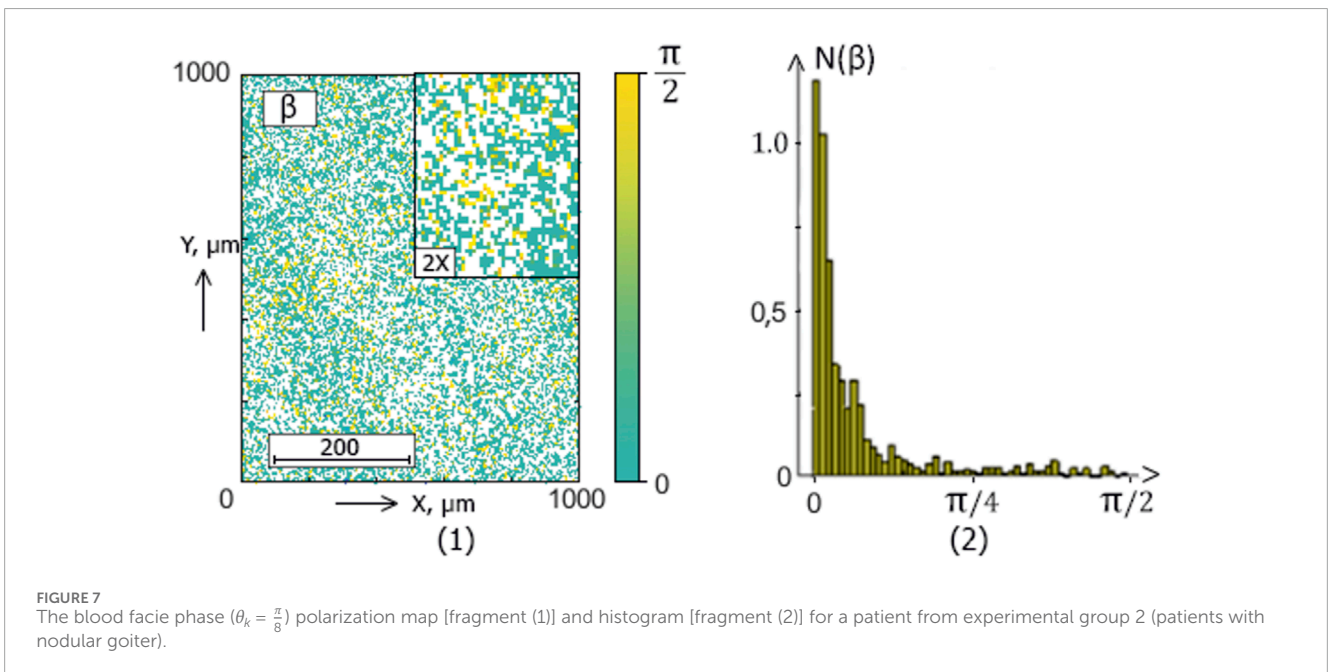 1000
β
2X
Y, µm
200
0
X, µm
1000
(1)
π
2
0
N(β)
1.0
0,5
0
0
π/4
π/2
(2)
FIGURE 7
The blood facie phase (θk = π/8) polarization map [fragment (1)] and histogram [fragment (2)] for a patient from experimental group 2 (patients with
nodular goiter).